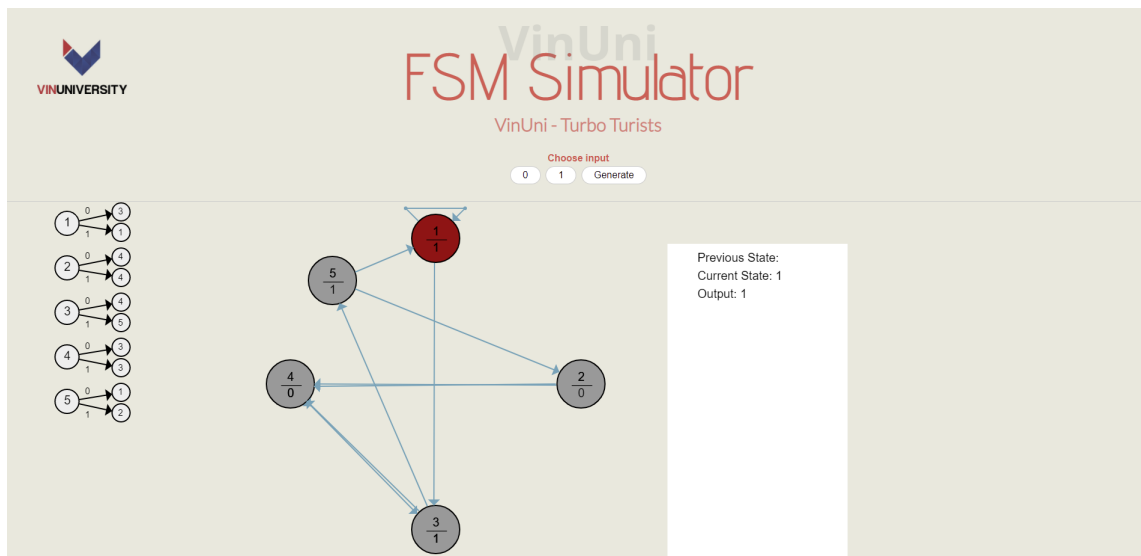 VinUni
FSM Simulator
VINUNIVERSITY
VinUni - Turbo Turists
Choose input
0 1 Generate
1 0 3
1 1
2 0 4
1 4
3 0 4
1 5
4 0 3
1 3
5 0 1
1 2
1
1
5
1
4
0
2
0
3
1
Previous State:
Current State: 1
Output: 1